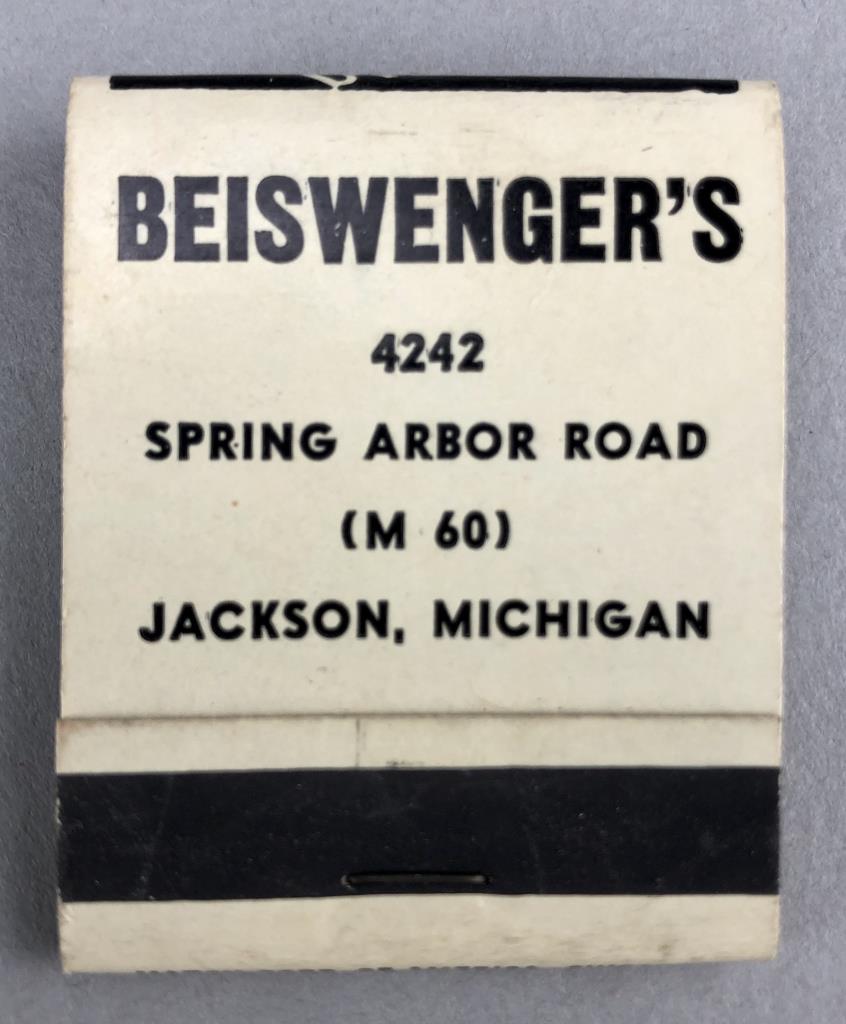 BEISWENGER'S
4242
SPRING ARBOR ROAD
(M 60)
JACKSON, MICHIGAN